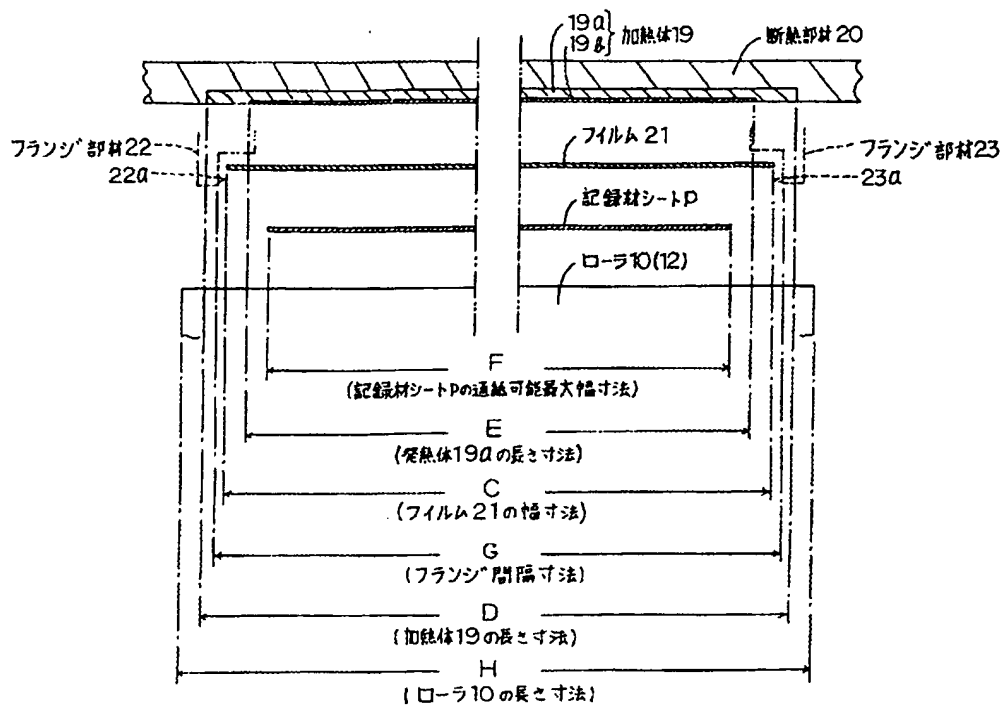 19a
19b
加熱体19
断熱部材20
フランジ部材22
22a
フイルム21
フランジ部材23
23a
記録材シートP
ローラ10(12)
F
(記録材シートPの通紙可能最大幅寸法)
E
(発熱体19aの長さ寸法)
C
(フイルム21の幅寸法)
G
(フランジ間隔寸法)
D
(加熱体19の長さ寸法)
H
(ローラ10の長さ寸法)